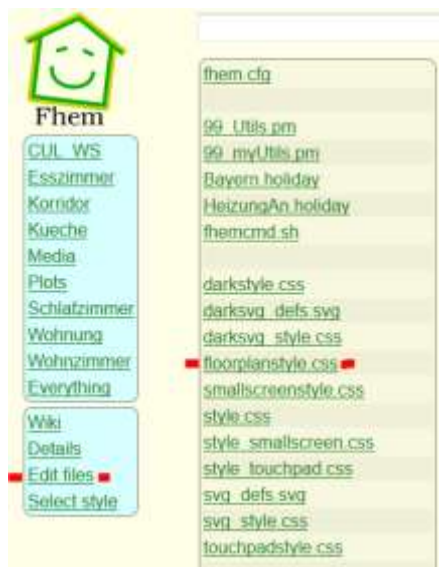 Fhem
CUL_WS
Esszimmer
Korridor
Kueche
Media
Plots
Schlafzimmer
Wohnung
Wohnzimmer
Everything
Wiki
Details
Edit files
Select style
fhem.cfg
99_Utils.pm
99_myUtils.pm
Bayern.holiday
HeizungAn.holiday
fhemcmd.sh
darkstyle.css
darksvg_defs.svg
darksvg_style.css
floorplanstyle.css
smallscreenstyle.css
style.css
style_smallscreen.css
style_touchpad.css
svg_defs.svg
svg_style.css
touchpadstyle.css